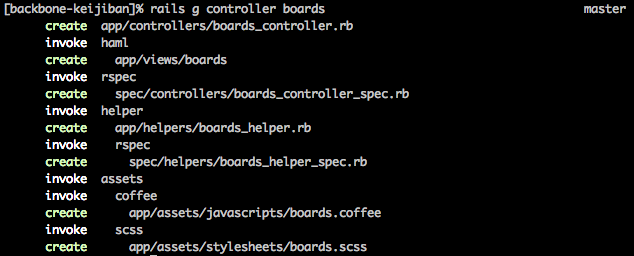 [backbone-keijiban]% rails g controller boards master
create app/controllers/boards_controller.rb
invoke haml
create app/views/boards
invoke rspec
create spec/controllers/boards_controller_spec.rb
invoke helper
create app/helpers/boards_helper.rb
invoke rspec
create spec/helpers/boards_helper_spec.rb
invoke assets
invoke coffee
create app/assets/javascripts/boards.coffee
invoke scss
create app/assets/stylesheets/boards.scss